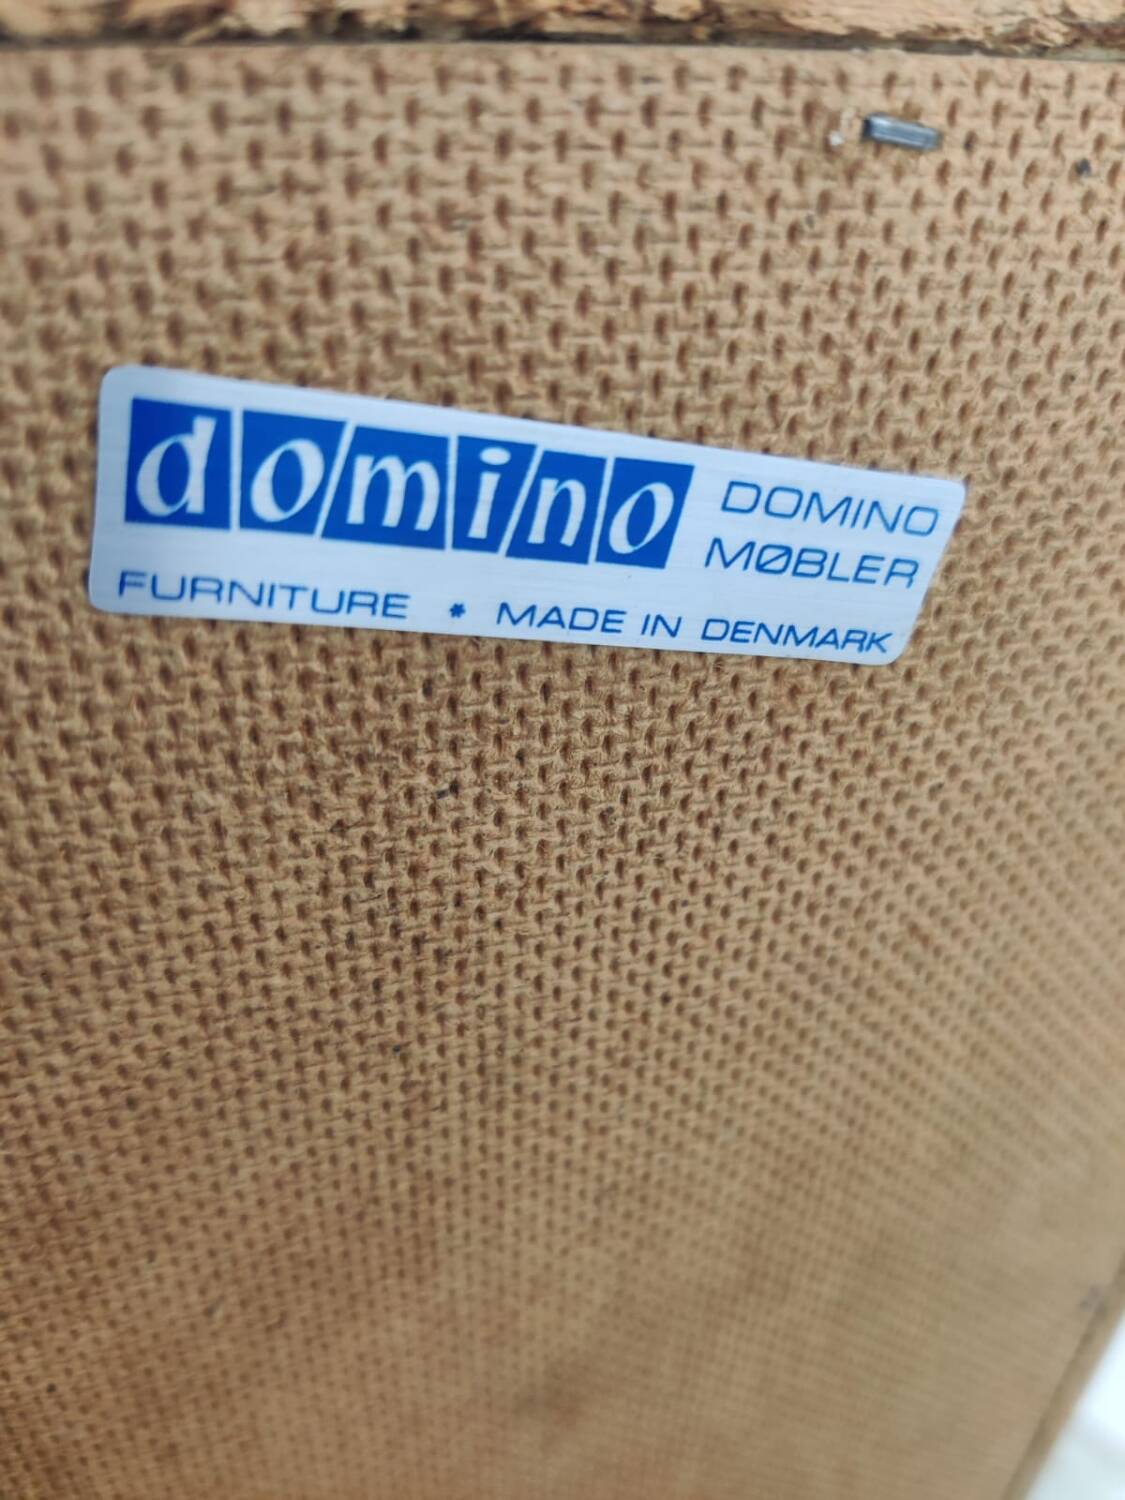 domino
DOMINO
MØBLER
FURNITURE * MADE IN DENMARK